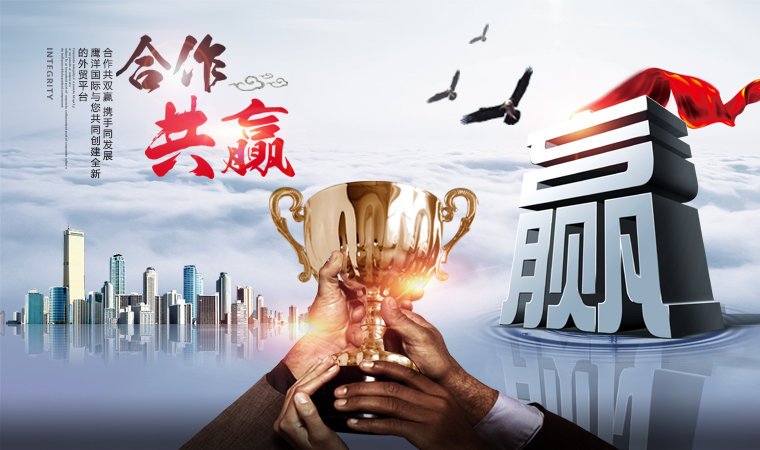 合作
共赢
合作共双赢 携手同发展
鹰洋国际与您共同创建全新
的外贸平台
INTEGRITY
赢